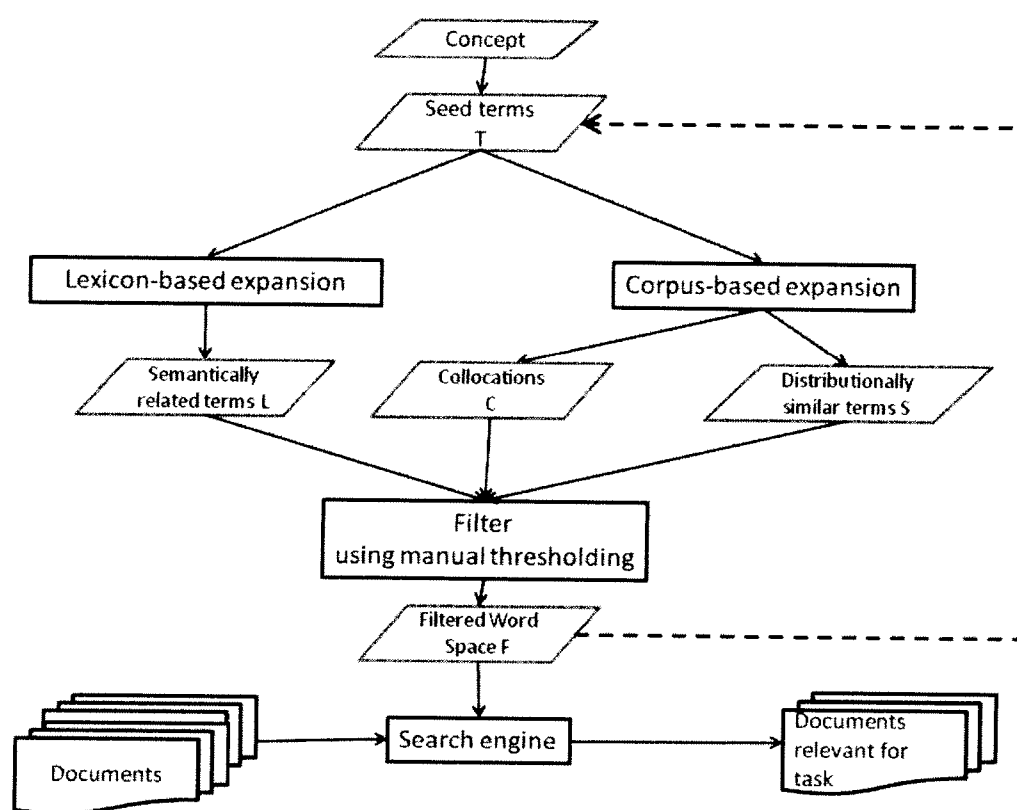 Concept
Seed terms
T
Lexicon-based expansion
Corpus-based expansion
Semantically
related terms L
Collocations
C
Distributionally
similar terms S
Filter
using manual thresholding
Filtered Word
Space F
Documents
Search engine
Documents
relevant for
task